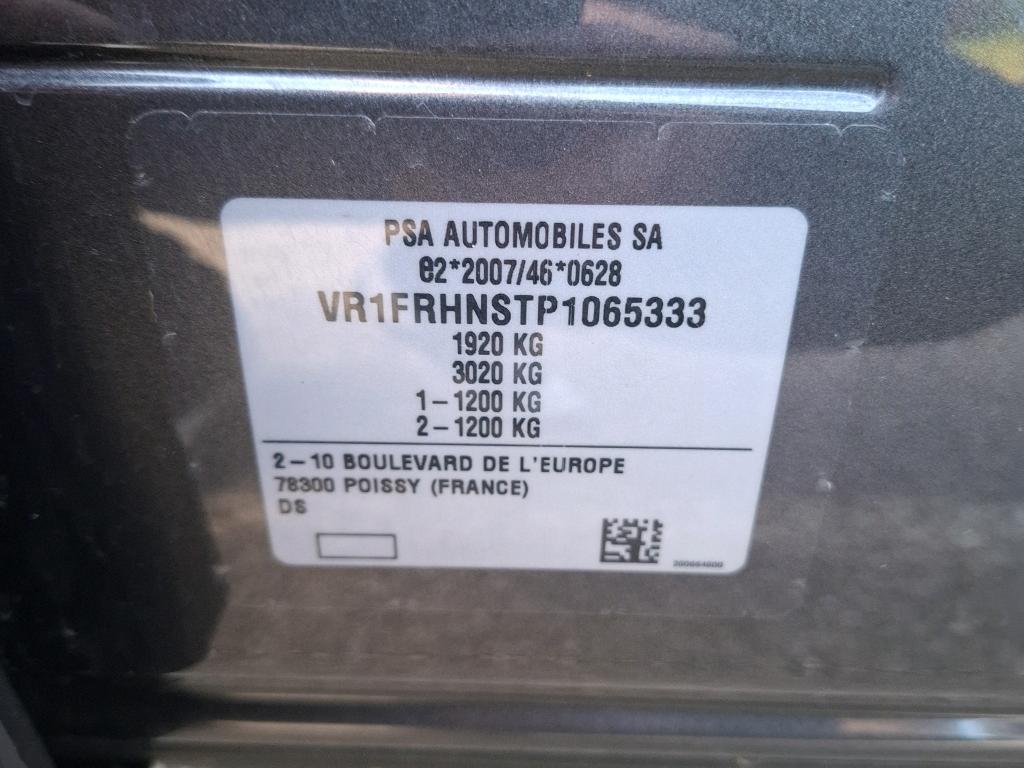 PSA AUTOMOBILES SA
e2*2007/46*0628
VR1FRHNSTP1065333
1920 KG
3020 KG
1-1200 KG
2-1200 KG
2-10 BOULEVARD DE L'EUROPE
78300 POISSY (FRANCE)
DS